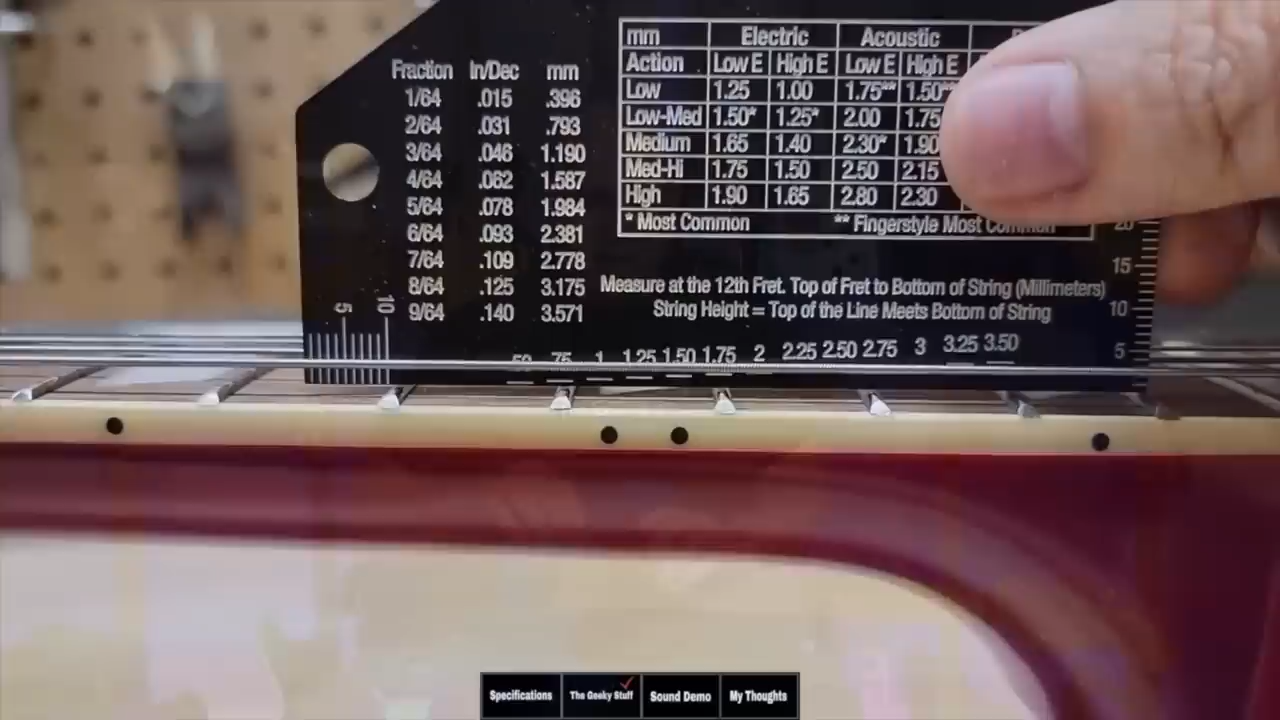 Fraction In/Dec mm
1/64 .015 .396
2/64 .031 .793
3/64 .046 1.190
4/64 .062 1.587
5/64 .078 1.984
6/64 .093 2.381
7/64 .109 2.778
8/64 .125 3.175
9/64 .140 3.571
mm Electric Acoustic
Action Low E High E Low E High E
Low 1.25 1.00 1.75** 1.50**
Low-Med 1.50* 1.25* 2.00 1.75
Medium 1.65 1.40 2.30* 1.90
Med-Hi 1.75 1.50 2.50 2.15
High 1.90 1.65 2.80 2.30
* Most Common ** Fingerstyle Most Common
Measure at the 12th Fret. Top of Fret to Bottom of String (Millimeters)
String Height = Top of the Line Meets Bottom of String
5 10
.75 1 1.25 1.50 1.75 2 2.25 2.50 2.75 3 3.25 3.50
20
15
10
5
Specifications The Geeky Stuff Sound Demo My Thoughts